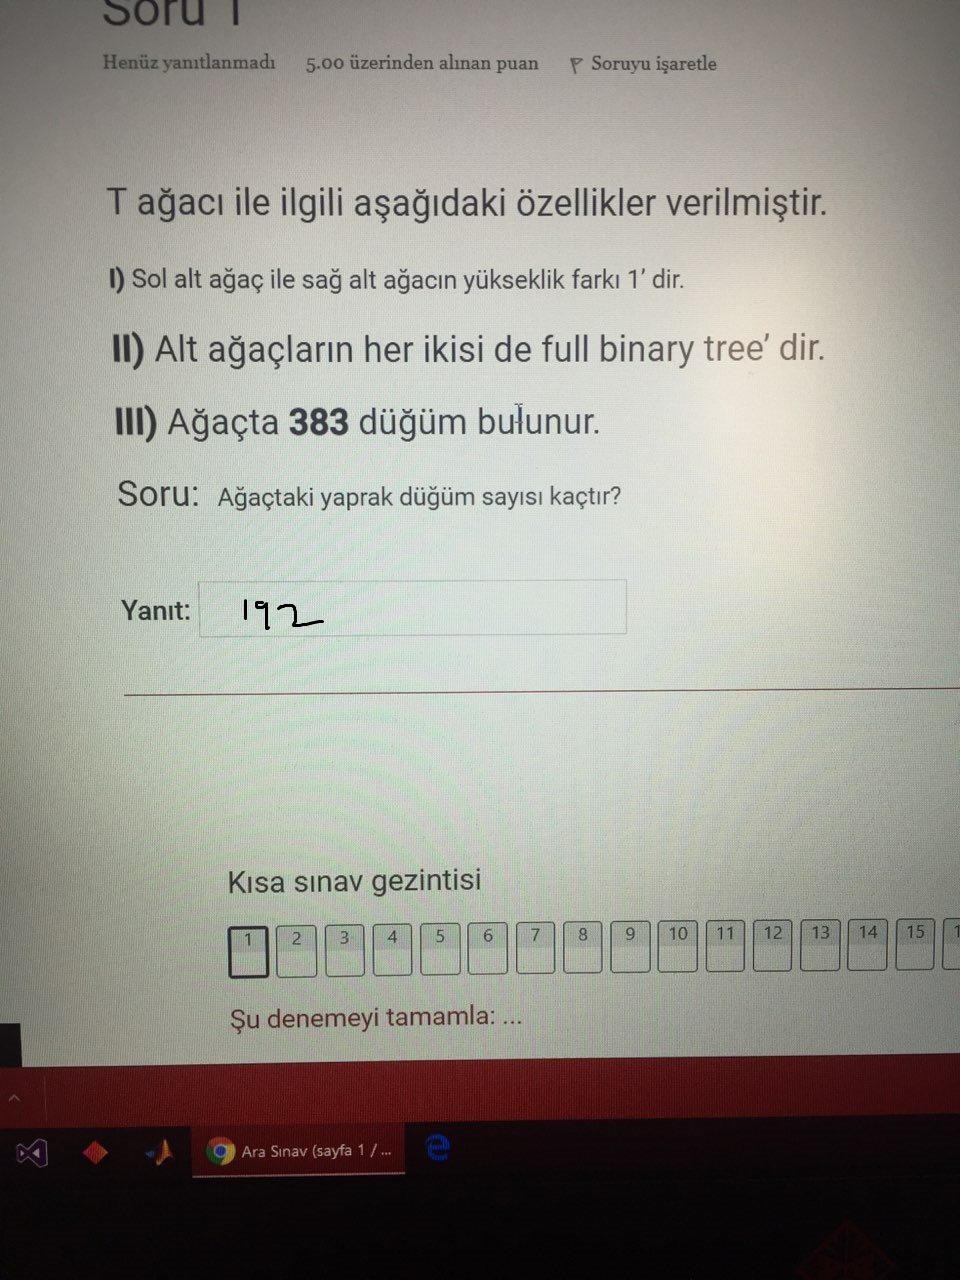 Soru 1
Henüz yanıtlanmadı 5.00 üzerinden alınan puan Soruyu işaretle
T ağacı ile ilgili aşağıdaki özellikler verilmiştir.
I) Sol alt ağaç ile sağ alt ağacın yükseklik farkı 1' dir.
II) Alt ağaçların her ikisi de full binary tree' dir.
III) Ağaçta 383 düğüm bulunur.
Soru: Ağaçtaki yaprak düğüm sayısı kaçtır?
Yanıt: 192
Kısa sınav gezintisi
1 2 3 4 5 6 7 8 9 10 11 12 13 14 15
Şu denemeyi tamamla: ...
Ara Sınav (sayfa 1 / ...